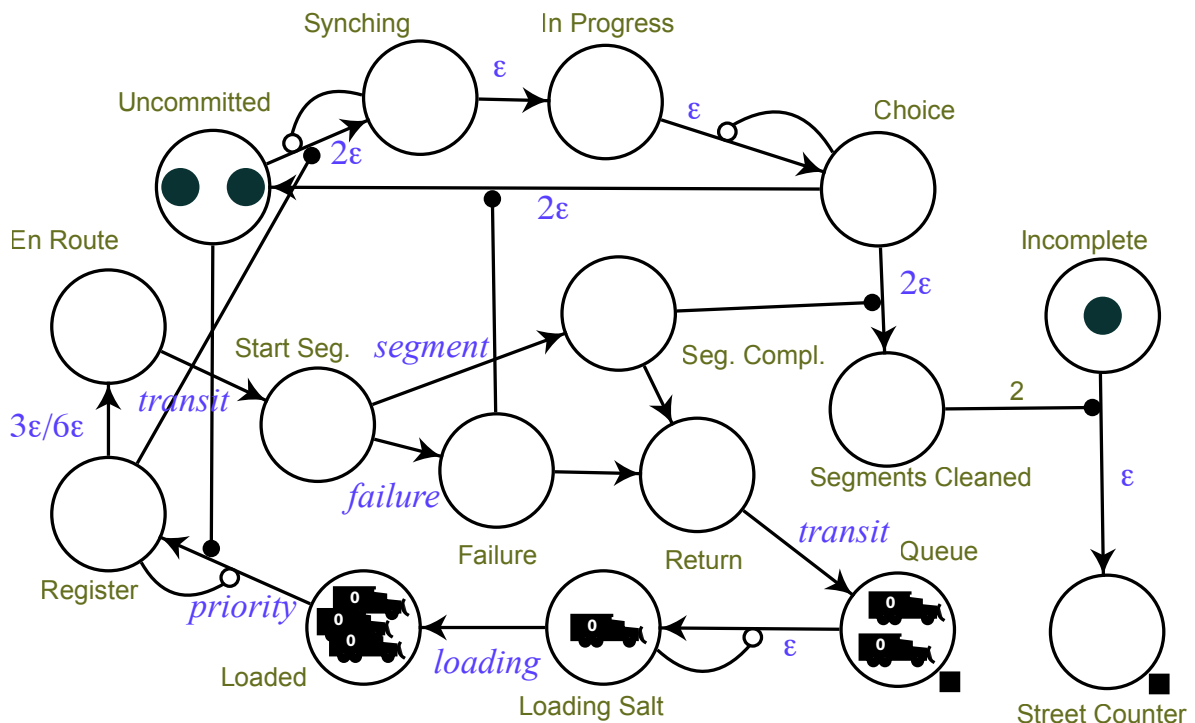 Synching
In Progress
ε
Uncommitted
ε
Choice
2ε
2ε
En Route
Incomplete
2ε
Start Seg.
segment
Seg. Compl.
transit
2
3ε/6ε
Segments Cleaned
failure
ε
transit
Failure
Return
Queue
Register
priority
0
0
0
0
0
0
loading
ε
Loaded
Loading Salt
Street Counter